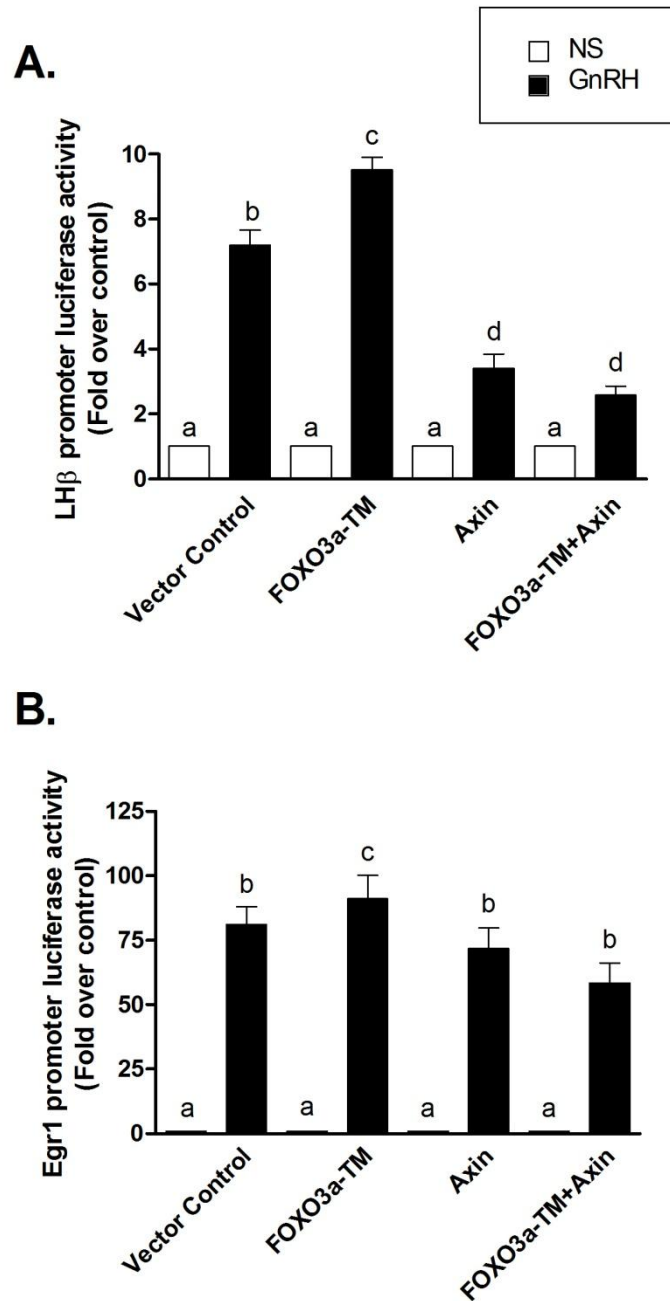 NS
GnRH
A.
LHβ promoter luciferase activity
(Fold over control)
10
8
6
4
2
0
a
b
a
c
a
d
a
d
Vector Control
FOXO3a-TM
Axin
FOXO3a-TM+Axin
B.
Egr1 promoter luciferase activity
(Fold over control)
125
100
75
50
25
0
a
b
a
c
a
b
a
b
Vector Control
FOXO3a-TM
Axin
FOXO3a-TM+Axin